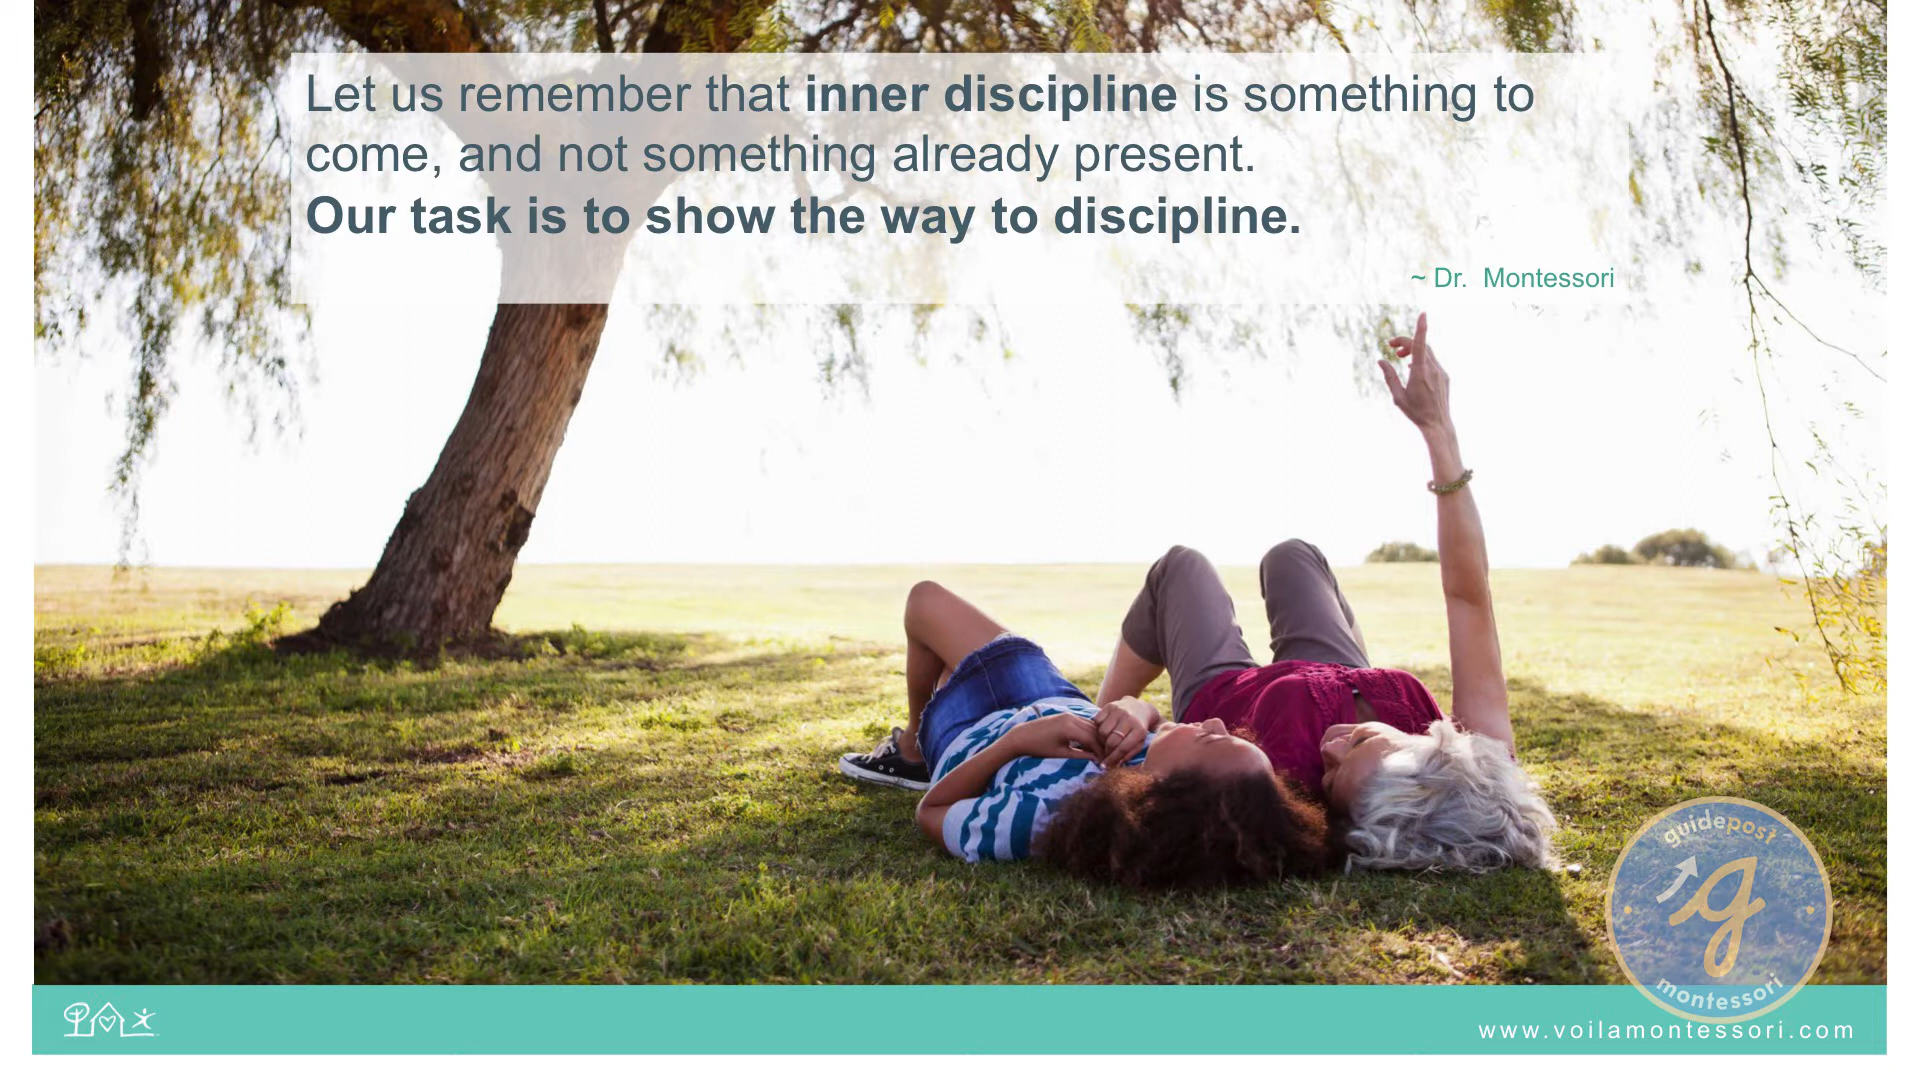 Let us remember that inner discipline is something to
come, and not something already present.
Our task is to show the way to discipline.
~ Dr.  Montessori
guidepost
g
montessori
www.voilamontessori.com